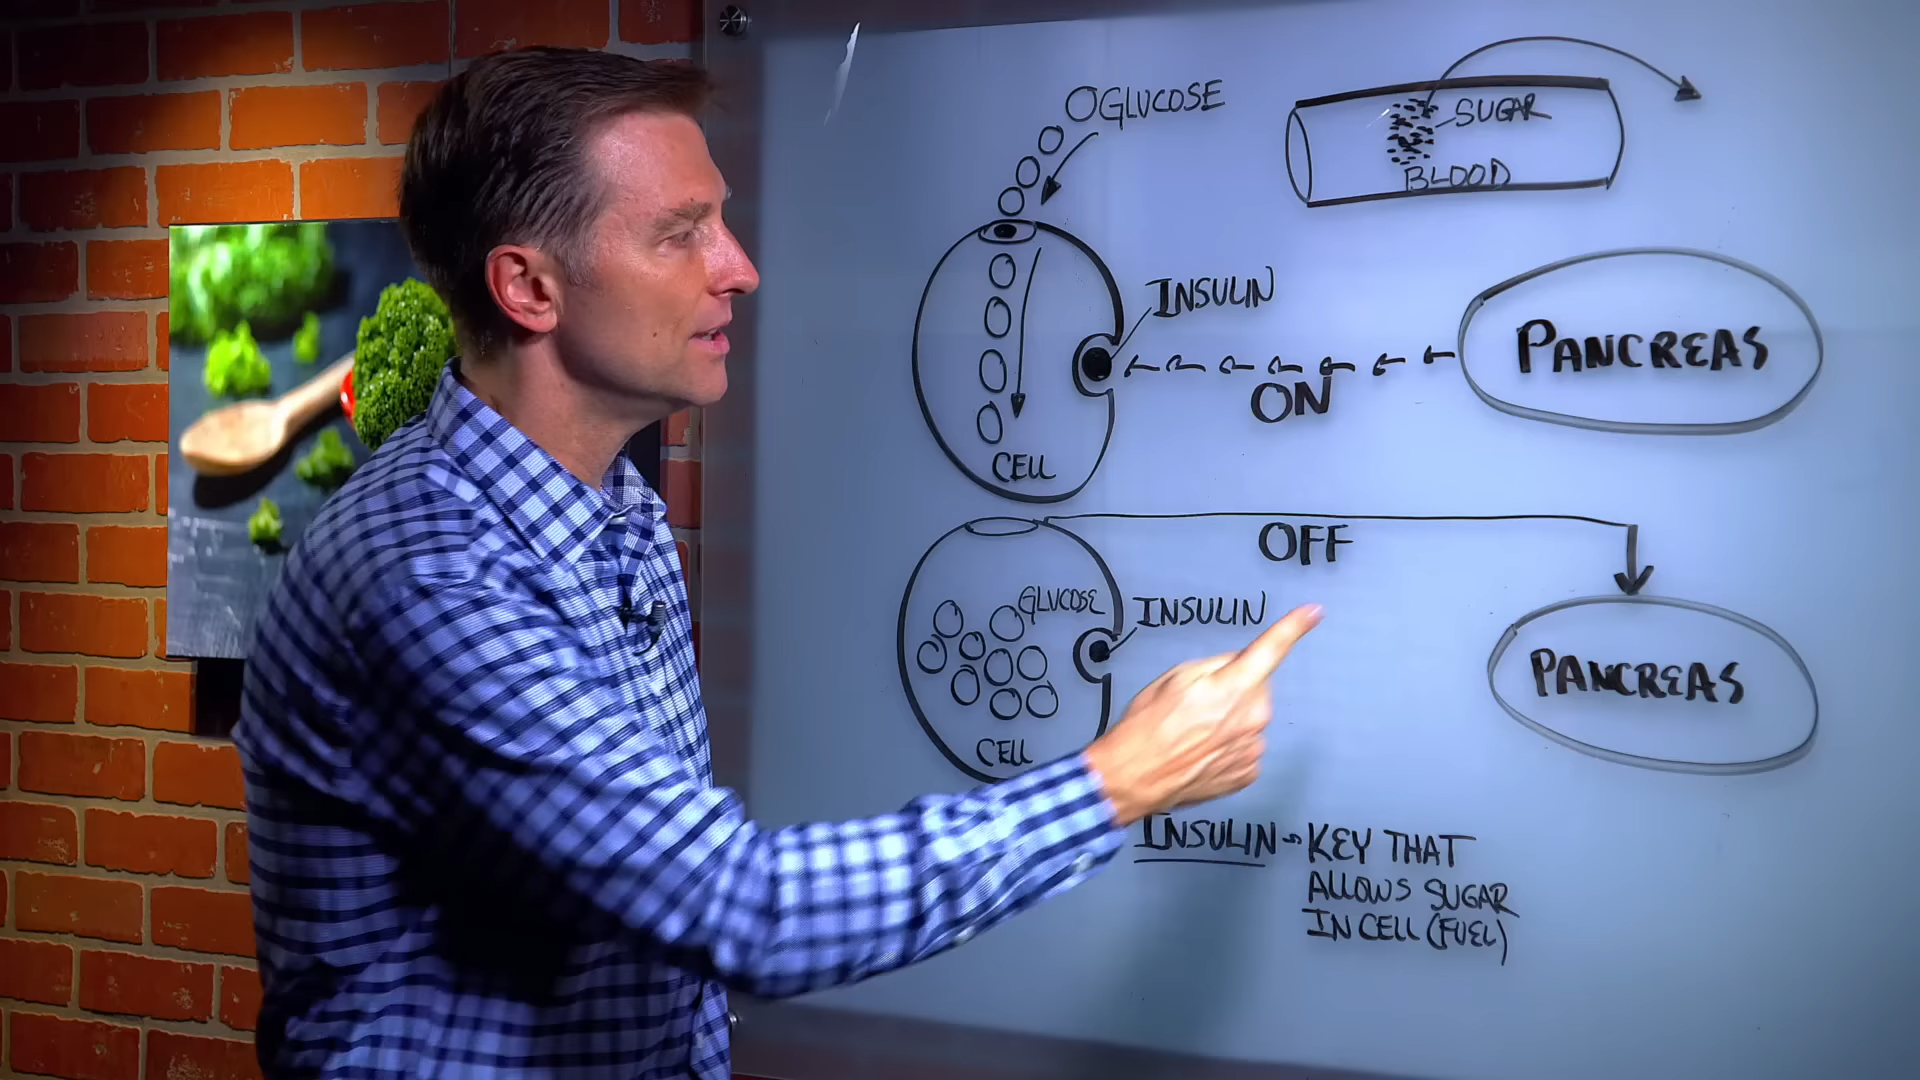 GLUCOSE
SUGAR
BLOOD
INSULIN
PANCREAS
ON
CELL
OFF
GLUCOSE
INSULIN
PANCREAS
CELL
INSULIN → KEY THAT
ALLOWS SUGAR
IN CELL (FUEL)